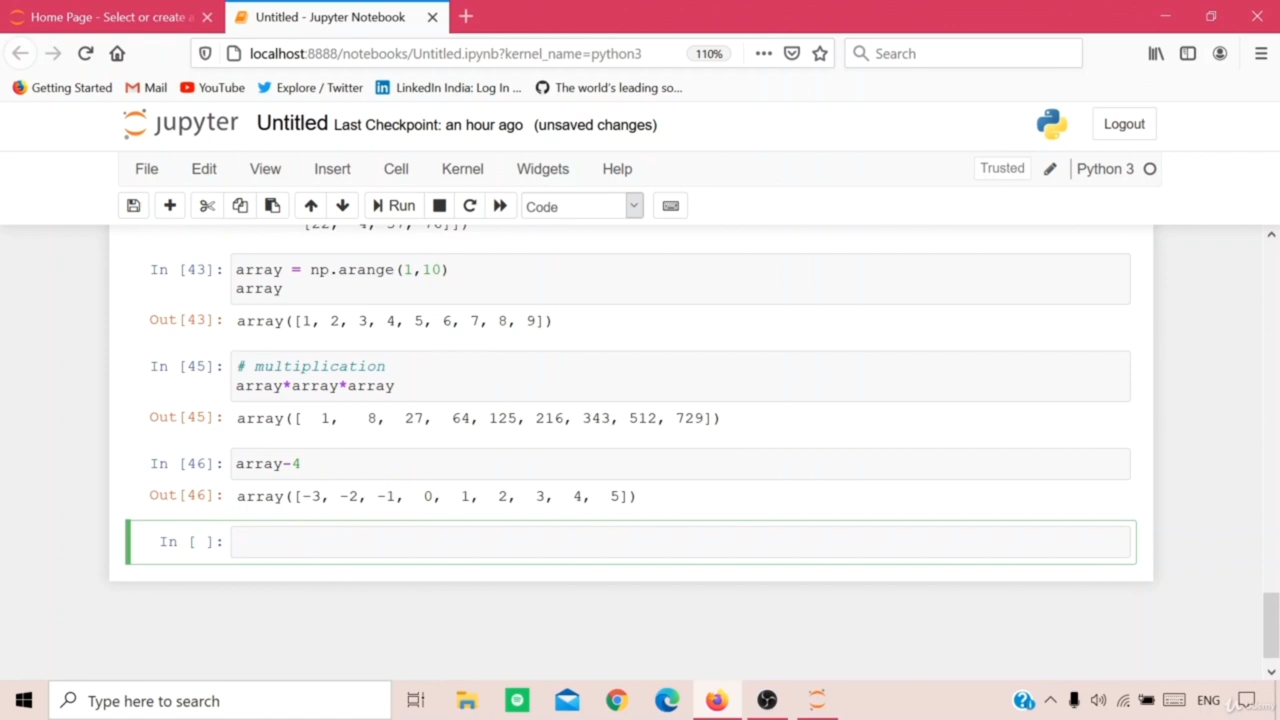 Home Page - Select or create a
Untitled - Jupyter Notebook
localhost:8888/notebooks/Untitled.ipynb?kernel_name=python3
110%
Search
Getting Started
Mail
YouTube
Explore / Twitter
LinkedIn India: Log In ...
The world's leading so...
jupyter
Untitled Last Checkpoint: an hour ago (unsaved changes)
Logout
File Edit View Insert Cell Kernel Widgets Help
Trusted
Python 3
Run
Code
In [43]: array = np.arange(1,10)
array
Out[43]: array([1, 2, 3, 4, 5, 6, 7, 8, 9])
In [45]: # multiplication
array*array*array
Out[45]: array([ 1, 8, 27, 64, 125, 216, 343, 512, 729])
In [46]: array-4
Out[46]: array([-3, -2, -1, 0, 1, 2, 3, 4, 5])
In [ ]:
Type here to search
ENG